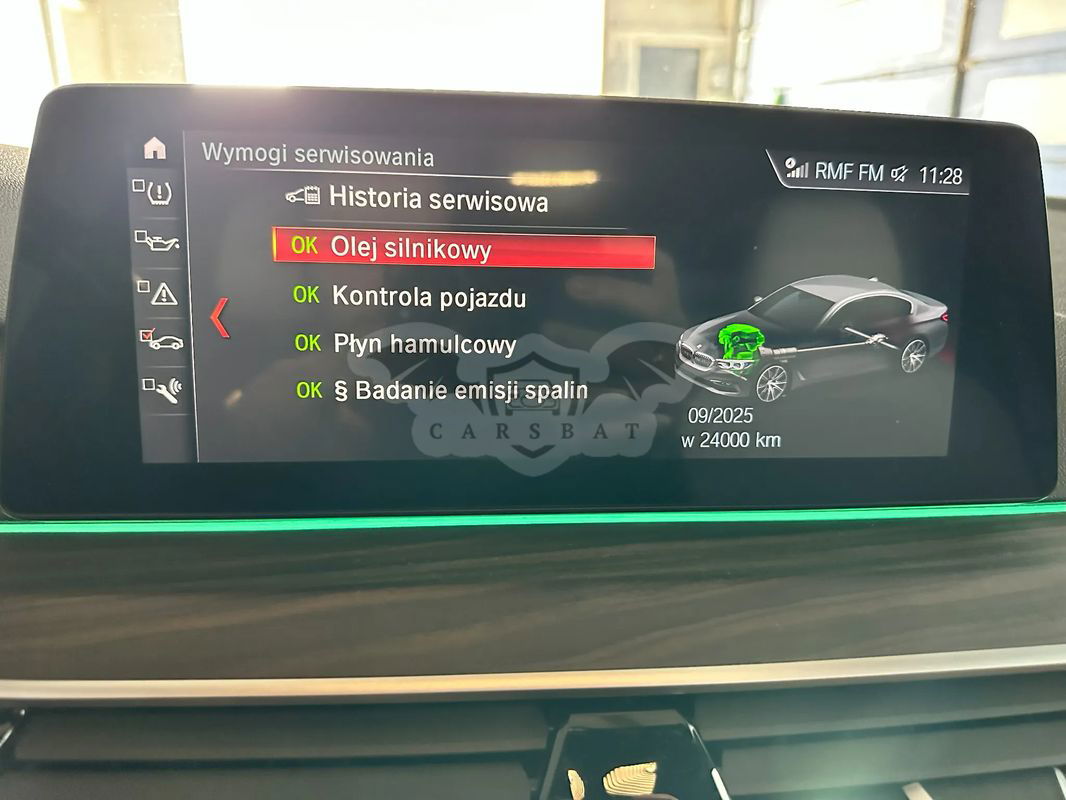 Wymogi serwisowania
RMF FM 11:28
Historia serwisowa
OK Olej silnikowy
OK Kontrola pojazdu
OK Płyn hamulcowy
OK § Badanie emisji spalin
09/2025
w 24000 km
CARSBAT